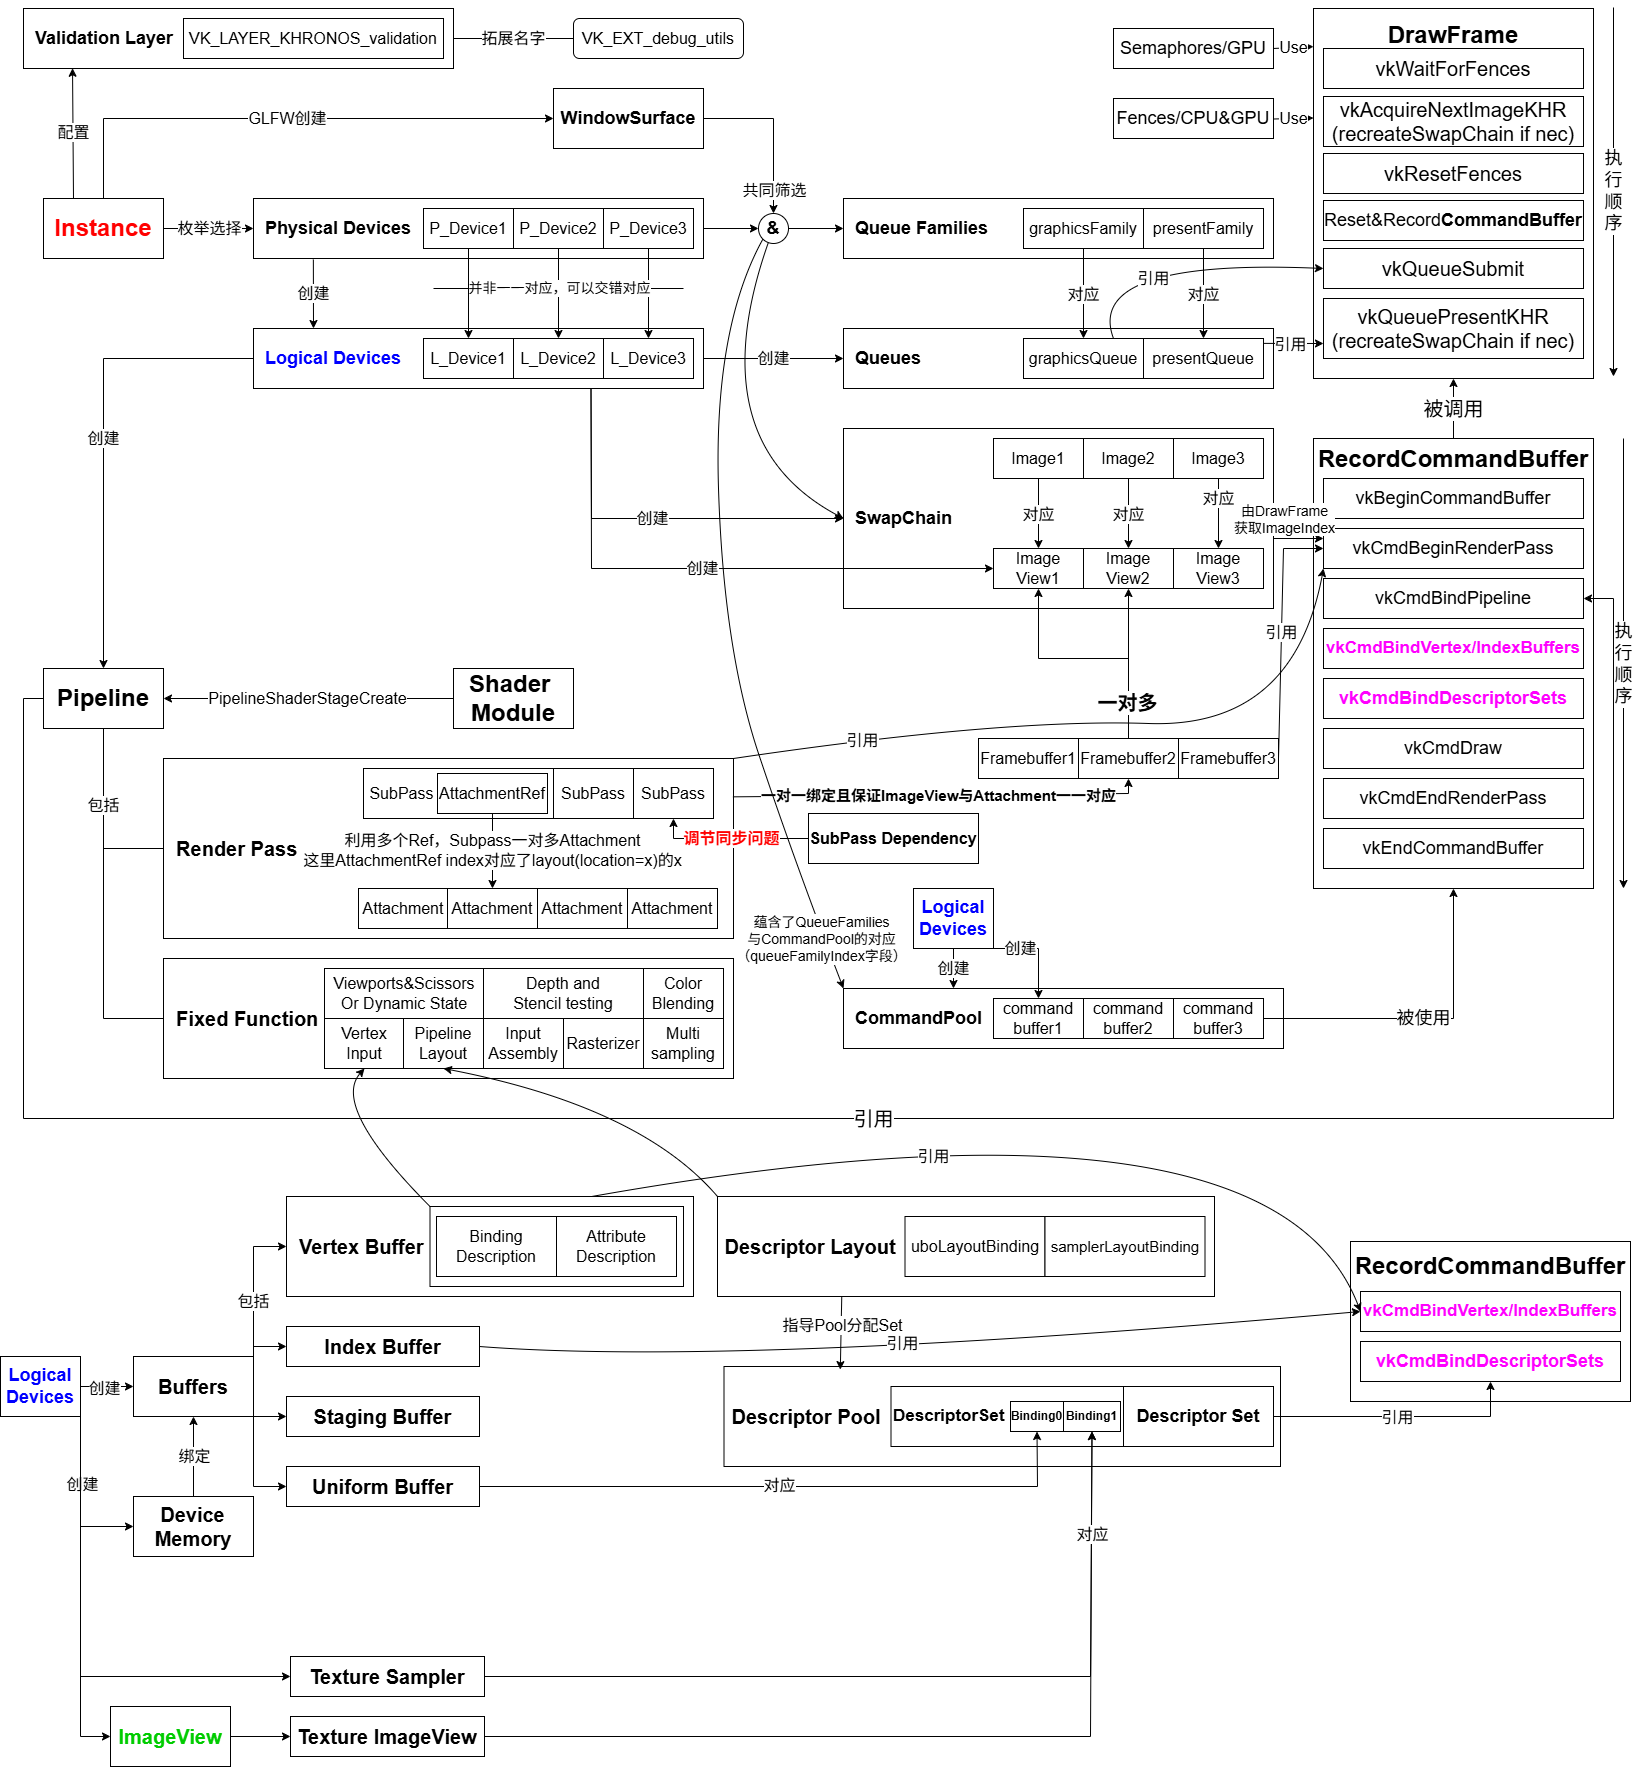 Validation Layer
VK_LAYER_KHRONOS_validation
拓展名字
VK_EXT_debug_utils
配置
GLFW创建
WindowSurface
共同筛选
Instance
枚举选择
Physical Devices
P_Device1
P_Device2
P_Device3
&
Queue Families
graphicsFamily
presentFamily
创建
并非一一对应，可以交错对应
对应
对应
引用
Logical Devices
L_Device1
L_Device2
L_Device3
创建
Queues
graphicsQueue
presentQueue
引用
Semaphores/GPU
Use
Fences/CPU&GPU
Use
DrawFrame
vkWaitForFences
vkAcquireNextImageKHR
(recreateSwapChain if nec)
vkResetFences
Reset&RecordCommandBuffer
vkQueueSubmit
vkQueuePresentKHR
(recreateSwapChain if nec)
执
行
顺
序
被调用
创建
SwapChain
Image1
Image2
Image3
对应
对应
对应
Image
View1
Image
View2
Image
View3
创建
创建
由DrawFrame
获取ImageIndex
引用
RecordCommandBuffer
vkBeginCommandBuffer
vkCmdBeginRenderPass
vkCmdBindPipeline
vkCmdBindVertex/IndexBuffers
vkCmdBindDescriptorSets
vkCmdDraw
vkCmdEndRenderPass
vkEndCommandBuffer
执
行
顺
序
Pipeline
PipelineShaderStageCreate
Shader
Module
一对多
引用
Framebuffer1
Framebuffer2
Framebuffer3
包括
Render Pass
SubPass
AttachmentRef
SubPass
SubPass
一对一绑定且保证ImageView与Attachment一一对应
调节同步问题
SubPass Dependency
利用多个Ref，Subpass一对多Attachment
这里AttachmentRef index对应了layout(location=x)的x
Attachment
Attachment
Attachment
Attachment
蕴含了QueueFamilies
与CommandPool的对应
（queueFamilyIndex字段）
Logical
Devices
创建
创建
CommandPool
command
buffer1
command
buffer2
command
buffer3
被使用
Fixed Function
Viewports&Scissors
Or Dynamic State
Depth and
Stencil testing
Color
Blending
Vertex
Input
Pipeline
Layout
Input
Assembly
Rasterizer
Multi
sampling
引用
引用
Vertex Buffer
Binding
Description
Attribute
Description
Descriptor Layout
uboLayoutBinding
samplerLayoutBinding
RecordCommandBuffer
vkCmdBindVertex/IndexBuffers
vkCmdBindDescriptorSets
包括
指导Pool分配Set
Index Buffer
引用
Logical
Devices
创建
Buffers
Staging Buffer
Descriptor Pool
DescriptorSet
Binding0
Binding1
Descriptor Set
引用
绑定
创建
Uniform Buffer
对应
Device
Memory
对应
Texture Sampler
ImageView
Texture ImageView